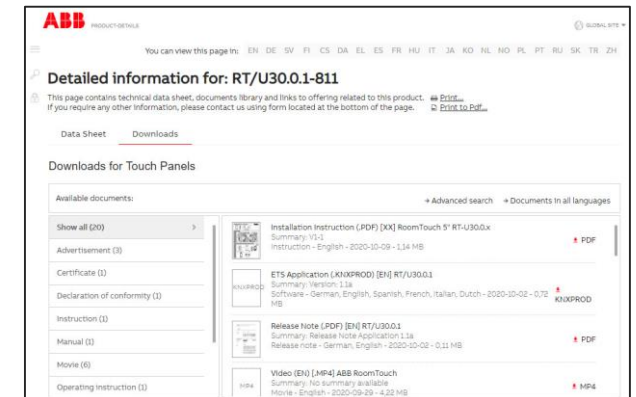 ABB PRODUCT-DETAILS
GLOBAL SITE
You can view this page in: EN DE SV FI CS DA EL ES FR HU IT JA KO NL NO PL PT RU SK TR ZH
Detailed information for: RT/U30.0.1-811
This page contains technical data sheet, documents library and links to offering related to this product. Print...
If you require any other information, please contact us using form located at the bottom of the page. Print to Pdf...
Data Sheet Downloads
Downloads for Touch Panels
Available documents:
Advanced search Documents in all languages
Show all (20)
Advertisement (3)
Certificate (1)
Declaration of conformity (1)
Instruction (1)
Manual (1)
Movie (6)
Operating instruction (1)
Installation Instruction (.PDF) [XX] RoomTouch 5" RT-U30.0.x
Summary: V1-1
Instruction - English - 2020-10-09 - 1,14 MB
PDF
KNXPROD
ETS Application (.KNXPROD) [EN] RT/U30.0.1
Summary: Version: 1.1a
Software - German, English, Spanish, French, Italian, Dutch - 2020-10-02 - 0,72
MB
KNXPROD
Release Note (.PDF) [EN] RT/U30.0.1
Summary: Release Note Application 1.1a
Release note - German, English - 2020-10-02 - 0,11 MB
PDF
MP4
Video (EN) [.MP4] ABB RoomTouch
Summary: No summary available
Movie - English - 2020-09-29 - 4,22 MB
MP4